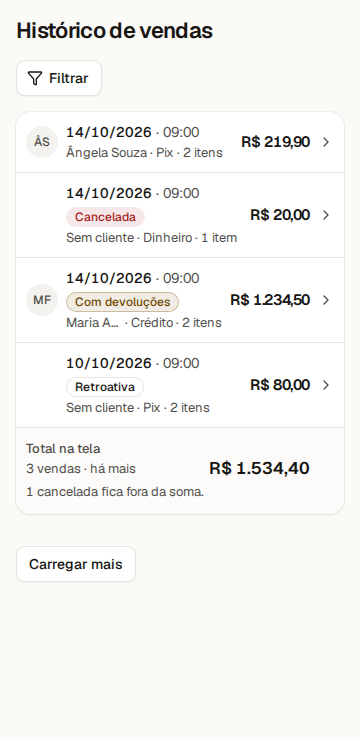 Histórico de vendas
Filtrar
ÂS
14/10/2026 · 09:00
Ângela Souza · Pix · 2 itens
R$ 219,90
14/10/2026 · 09:00
Cancelada
Sem cliente · Dinheiro · 1 item
R$ 20,00
MF
14/10/2026 · 09:00
Com devoluções
Maria A... · Crédito · 2 itens
R$ 1.234,50
10/10/2026 · 09:00
Retroativa
Sem cliente · Pix · 2 itens
R$ 80,00
Total na tela
3 vendas · há mais
1 cancelada fica fora da soma.
R$ 1.534,40
Carregar mais